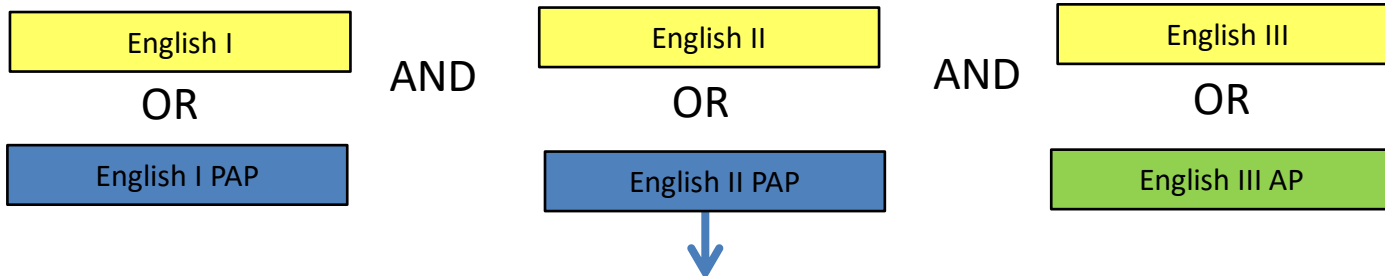 English I
OR
English I PAP
AND
English II
OR
English II PAP
AND
English III
OR
English III AP